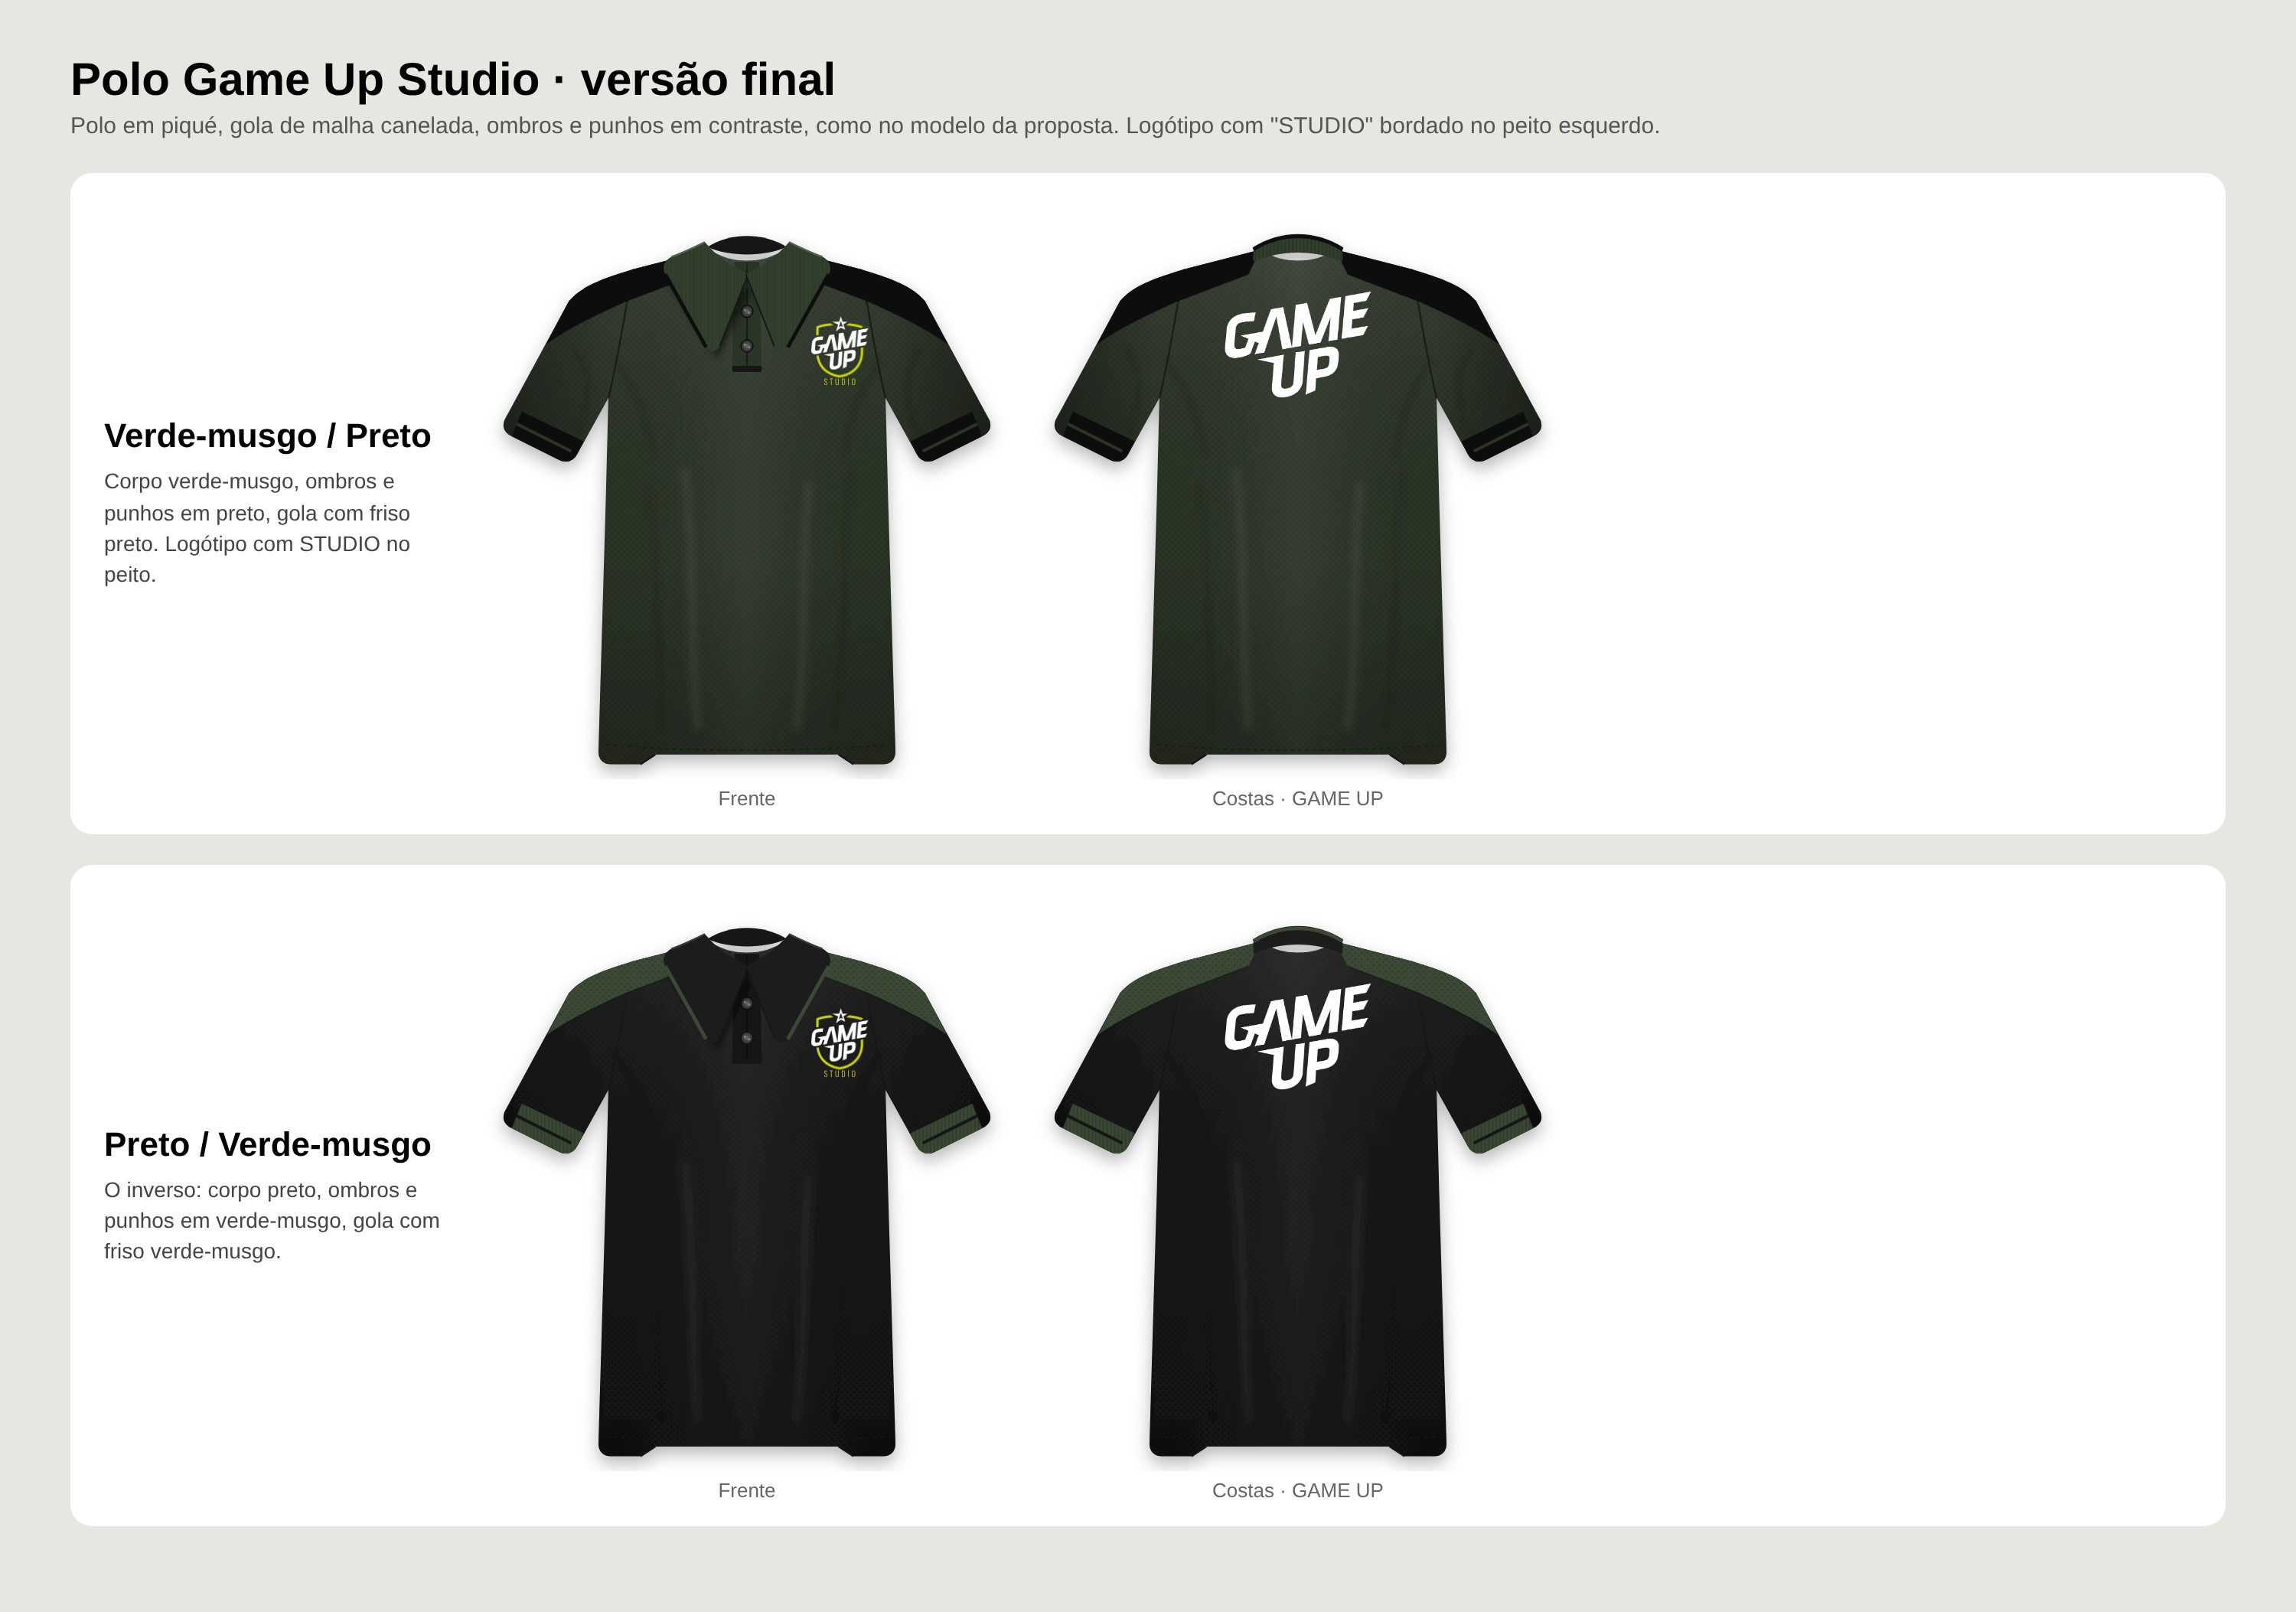 Polo Game Up Studio · versão final
Polo em piqué, gola de malha canelada, ombros e punhos em contraste, como no modelo da proposta. Logótipo com "STUDIO" bordado no peito esquerdo.
Verde-musgo / Preto
Corpo verde-musgo, ombros e
punhos em preto, gola com friso
preto. Logótipo com STUDIO no
peito.
GAME
UP
STUDIO
Frente
GAME
UP
Costas · GAME UP
Preto / Verde-musgo
O inverso: corpo preto, ombros e
punhos em verde-musgo, gola com
friso verde-musgo.
GAME
UP
STUDIO
Frente
GAME
UP
Costas · GAME UP